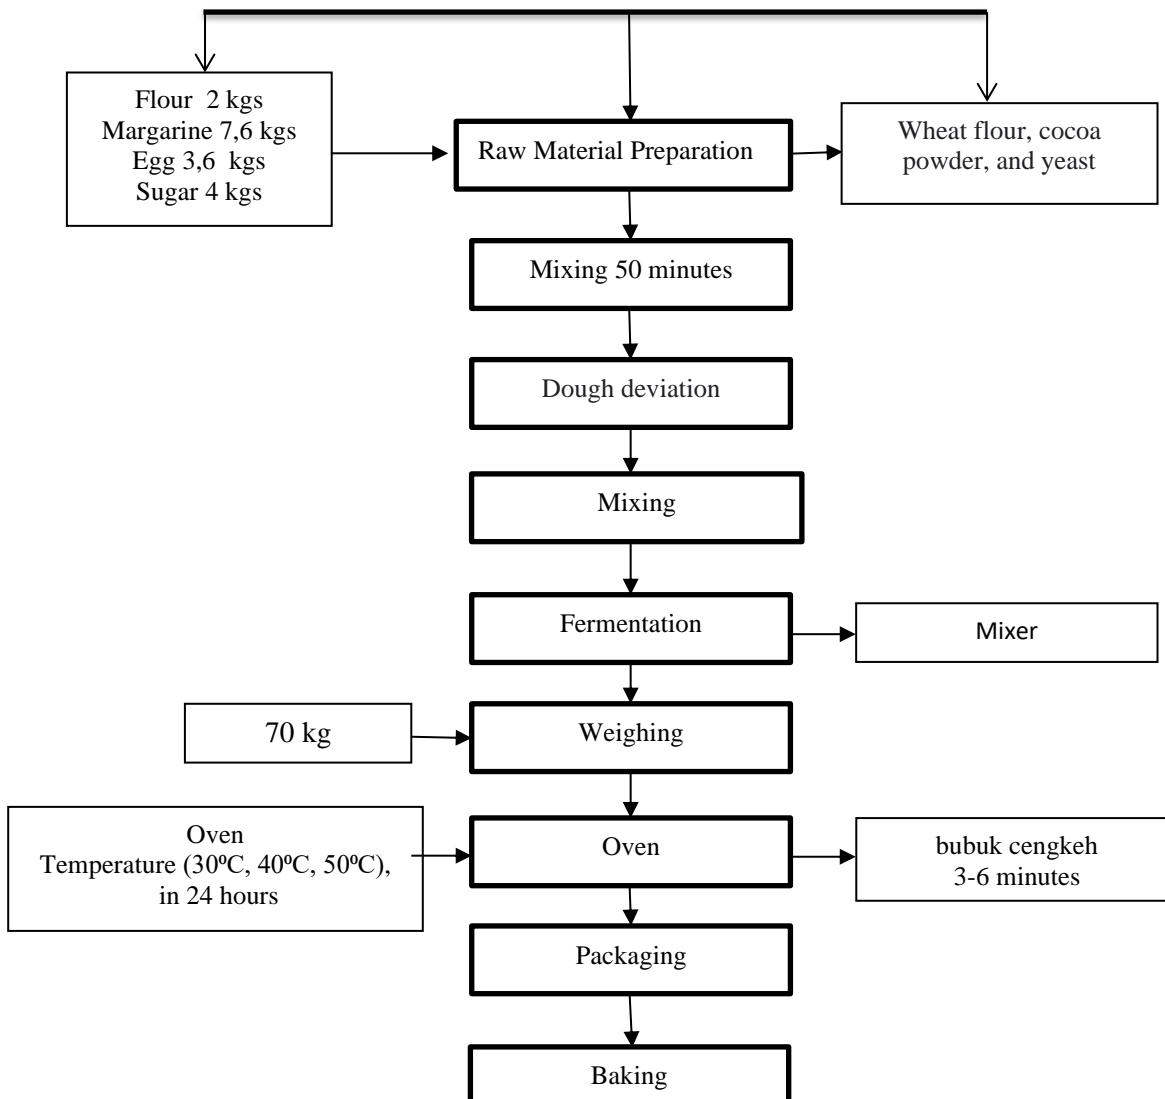 Flour  2 kgs
Margarine 7,6 kgs
Egg 3,6  kgs
Sugar 4 kgs
Raw Material Preparation
Wheat flour, cocoa
powder, and yeast
Mixing 50 minutes
Dough deviation
Mixing
Fermentation
Mixer
70 kg
Weighing
Oven
Temperature (30ºC, 40ºC, 50ºC),
in 24 hours
Oven
bubuk cengkeh
3-6 minutes
Packaging
Baking